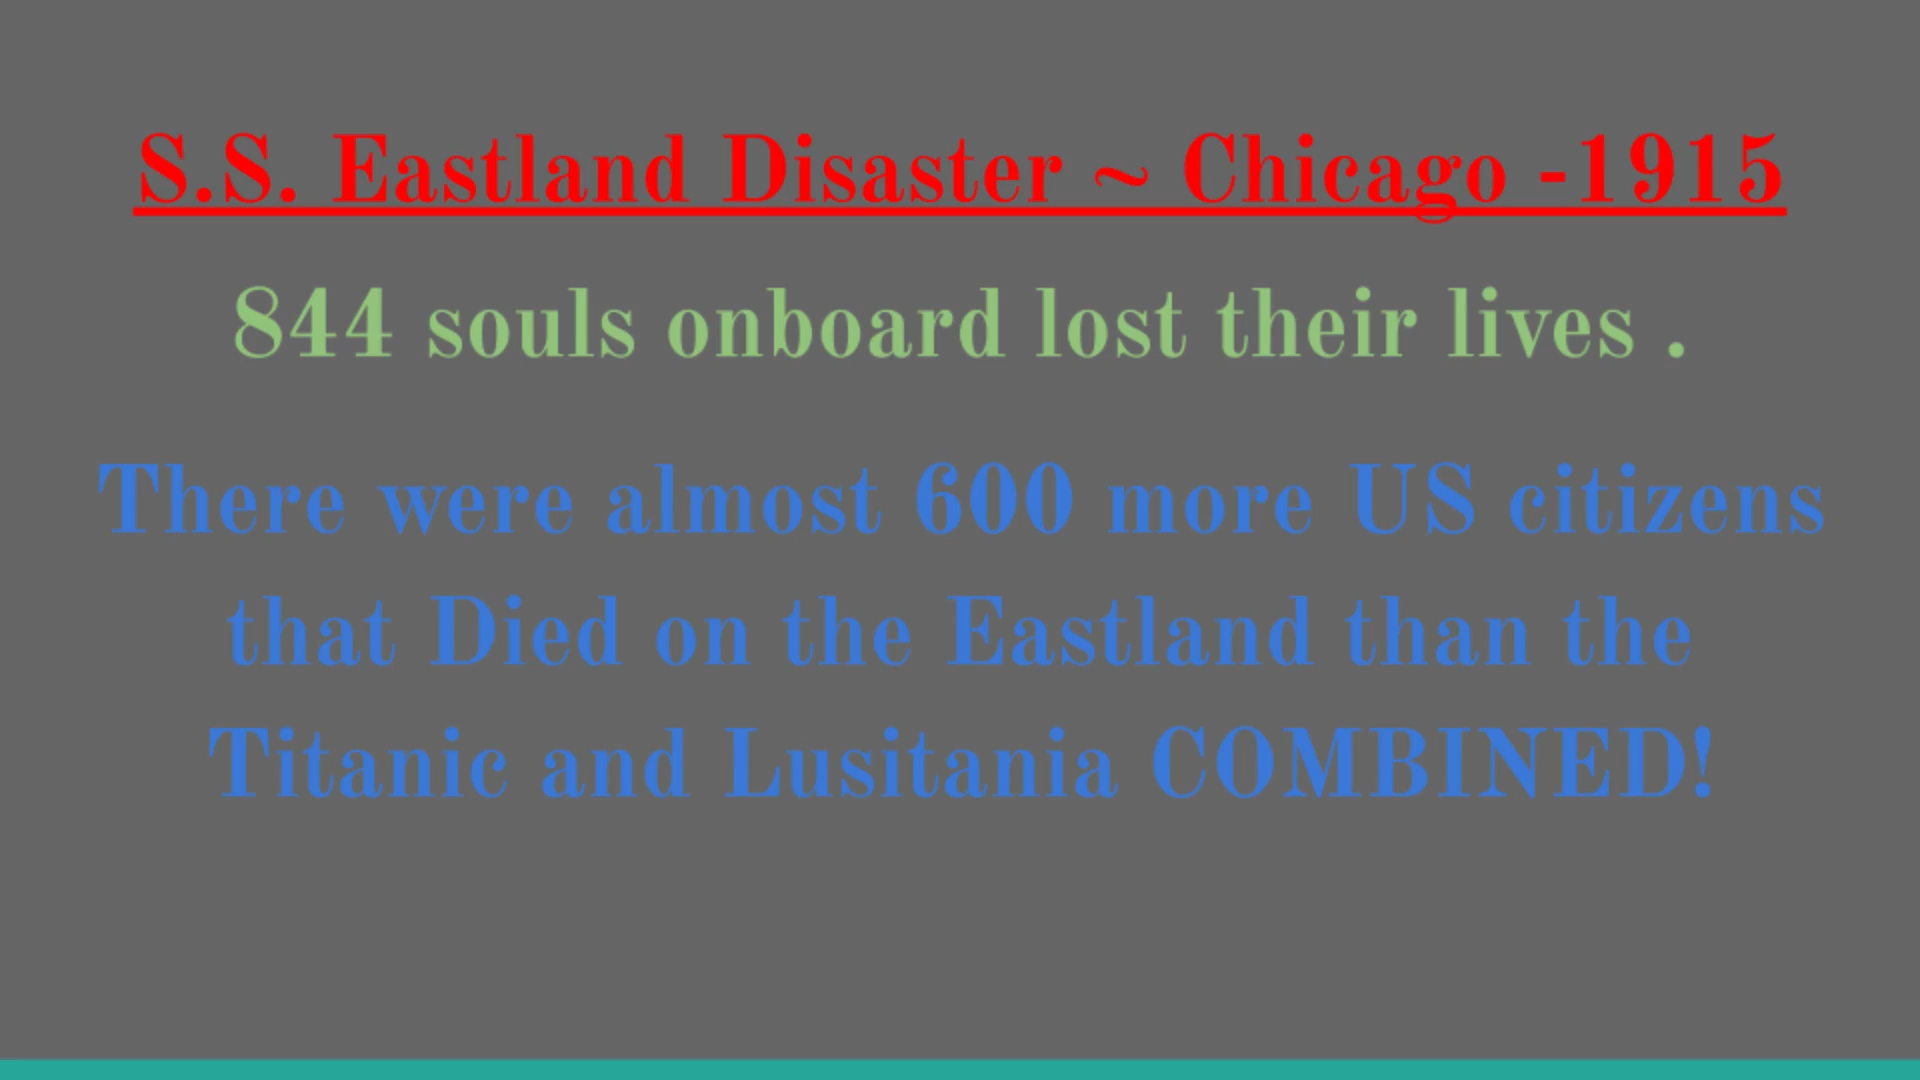 S.S. Eastland Disaster ~ Chicago -1915
844 souls onboard lost their lives .
There were almost 600 more US citizens
that Died on the Eastland than the
Titanic and Lusitania COMBINED!